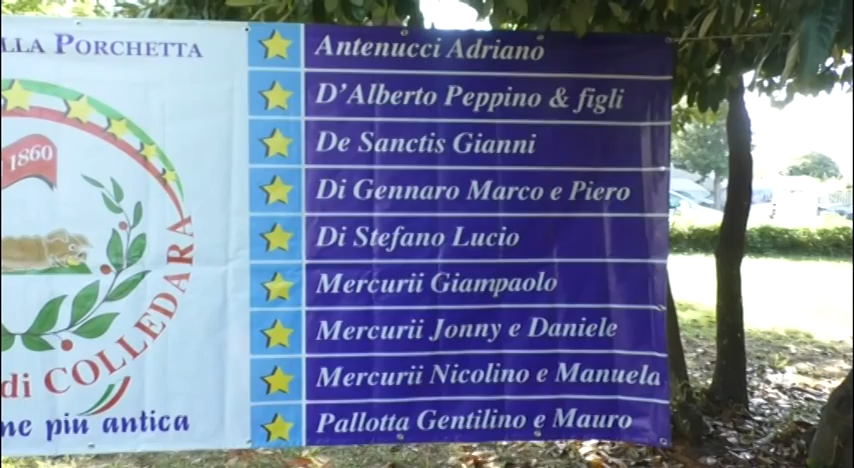 LLA PORCHETTA
1860
di COLLEDARA
ne più antica
Antenucci Adriano
D'Alberto Peppino & figli
De Sanctis Gianni
Di Gennaro Marco e Piero
Di Stefano Lucio
Mercurii Giampaolo
Mercurii Jonny e Daniele
Mercurii Nicolino e Manuela
Pallotta Gentilino e Mauro